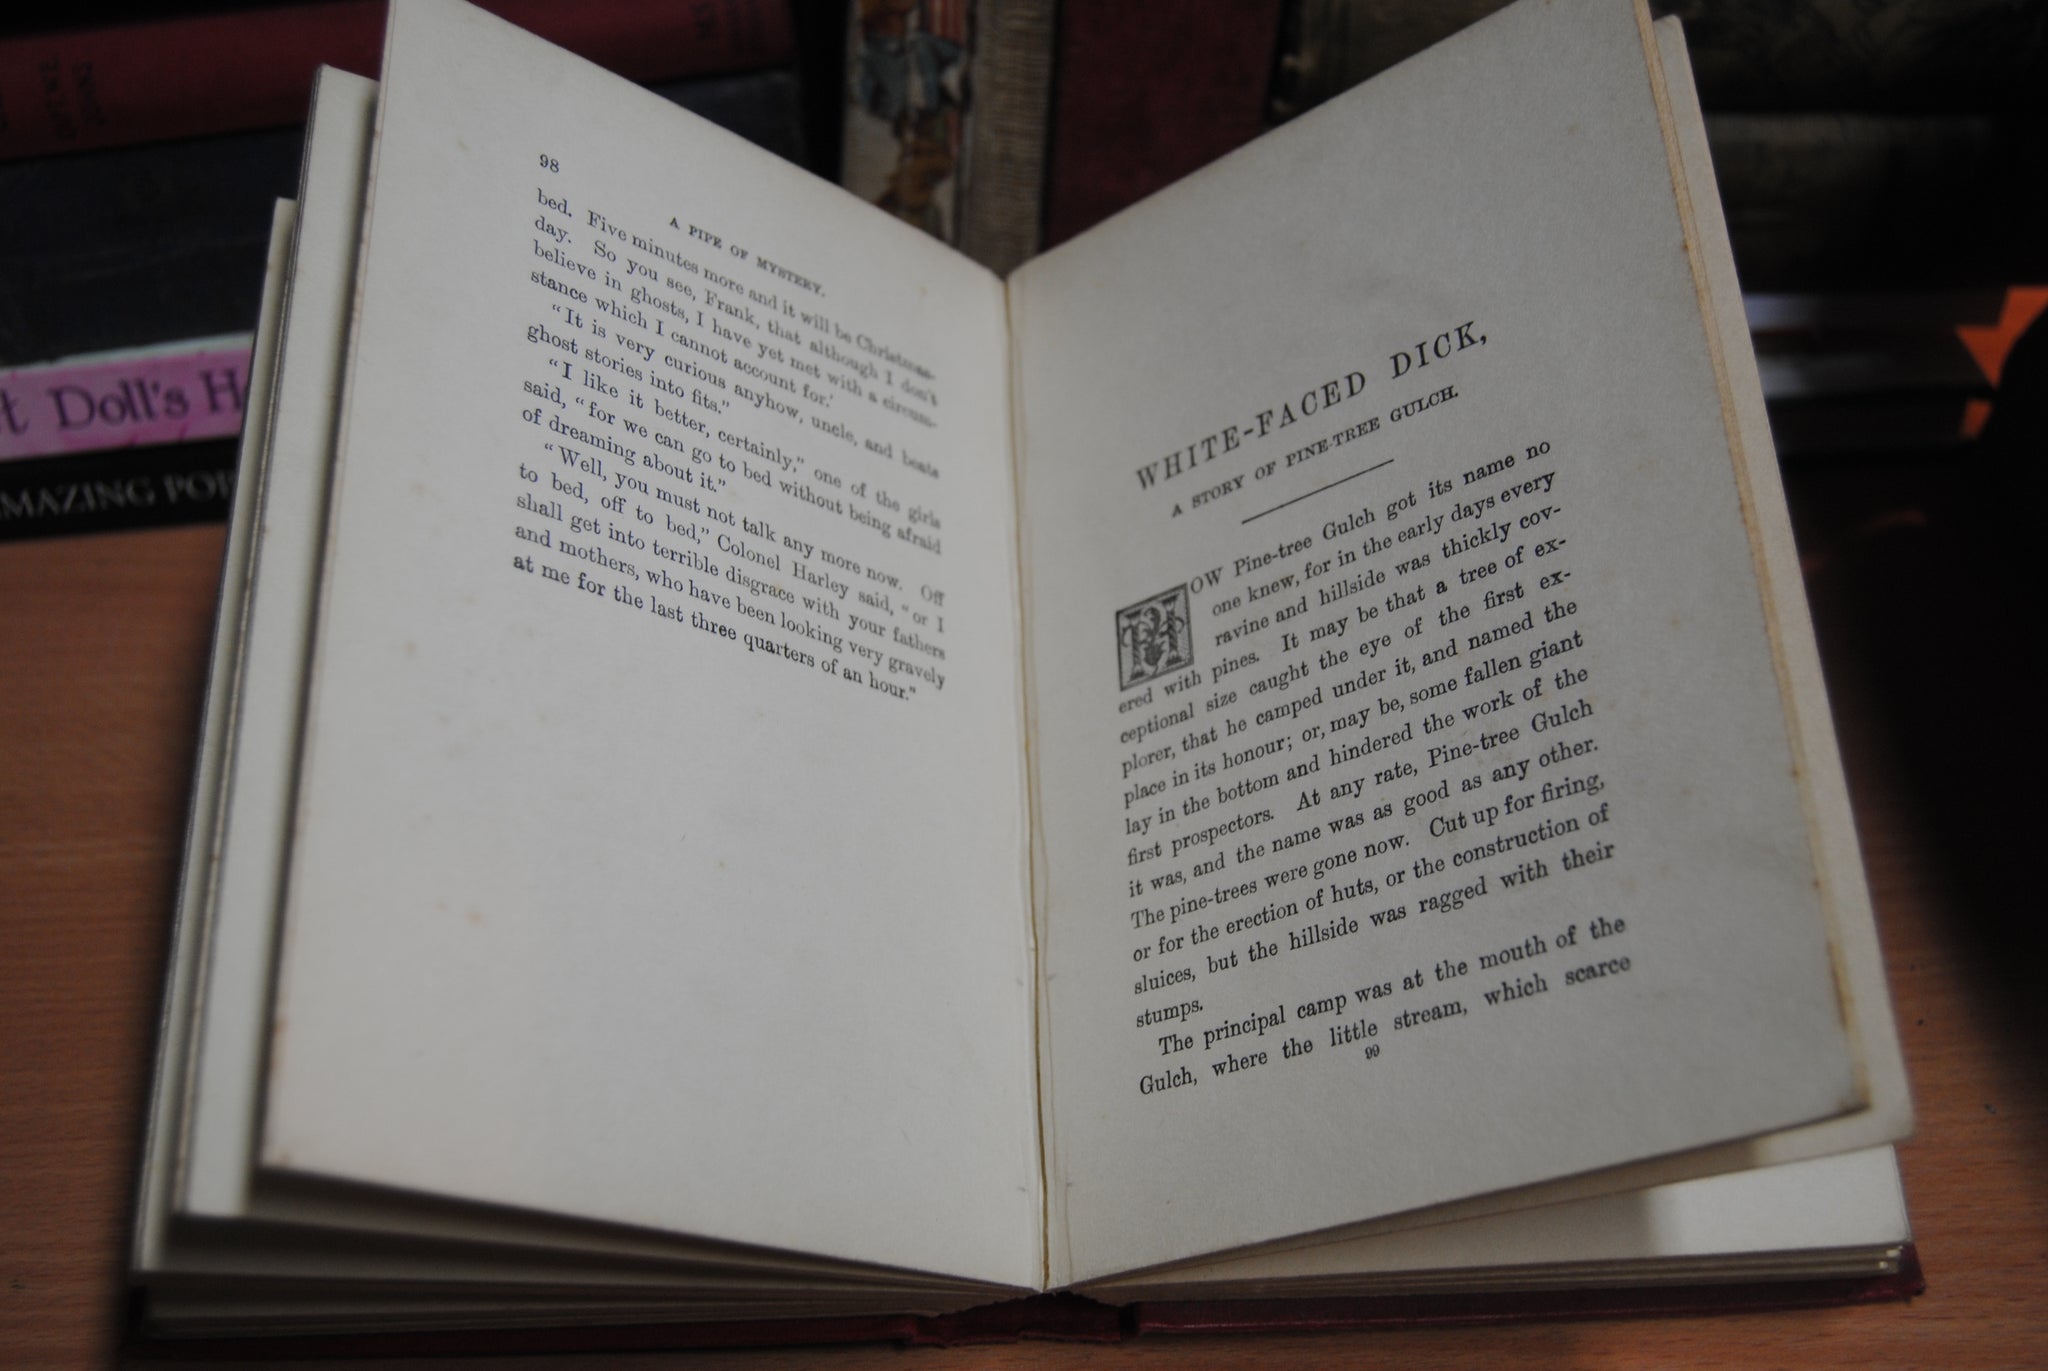 98
A PIPE OF MYSTERY.
bed. Five minutes more and it will be Christmas-
day. So you see, Frank, that although I don't
believe in ghosts, I have yet met with a circum-
stance which I cannot account for.'
"It is very curious anyhow, uncle, and beats
ghost stories into fits."
"I like it better, certainly," one of the girls
said, "for we can go to bed without being afraid
of dreaming about it."
"Well, you must not talk any more now. Off
to bed, off to bed," Colonel Harley said, "or I
shall get into terrible disgrace with your fathers
and mothers, who have been looking very gravely
at me for the last three quarters of an hour."
WHITE-FACED DICK,
A STORY OF PINE-TREE GULCH.
HOW Pine-tree Gulch got its name no
one knew, for in the early days every
ravine and hillside was thickly cov-
ered with pines. It may be that a tree of ex-
ceptional size caught the eye of the first ex-
plorer, that he camped under it, and named the
place in its honour; or, may be, some fallen giant
lay in the bottom and hindered the work of the
first prospectors. At any rate, Pine-tree Gulch
it was, and the name was as good as any other.
The pine-trees were gone now. Cut up for firing,
or for the erection of huts, or the construction of
sluices, but the hillside was ragged with their
stumps.
The principal camp was at the mouth of the
Gulch, where the little stream, which scarce
99
Doll's